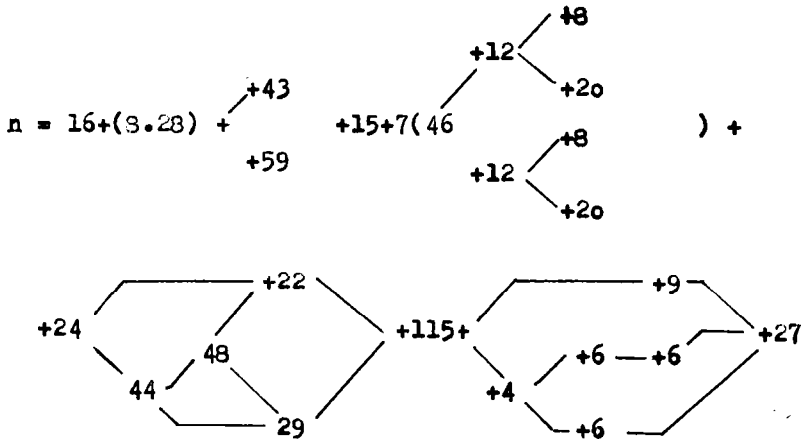 +8
+12
+43 +2o
n = 16+(8.28) + +15+7(46 +8 ) +
+59 +12
+2o
+22 +9
+24 +115+ +27
48 +6 +6
44 +4
29 +6